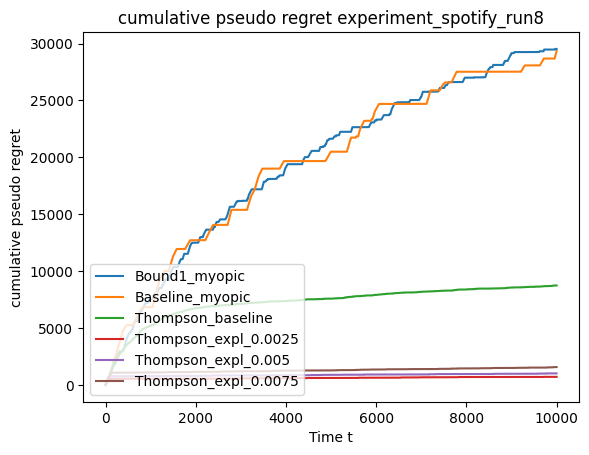 cumulative pseudo regret experiment_spotify_run8
cumulative pseudo regret
30000
25000
20000
15000
10000
5000
0
Bound1_myopic
Baseline_myopic
Thompson_baseline
Thompson_expl_0.0025
Thompson_expl_0.005
Thompson_expl_0.0075
0 2000 4000 6000 8000 10000
Time t